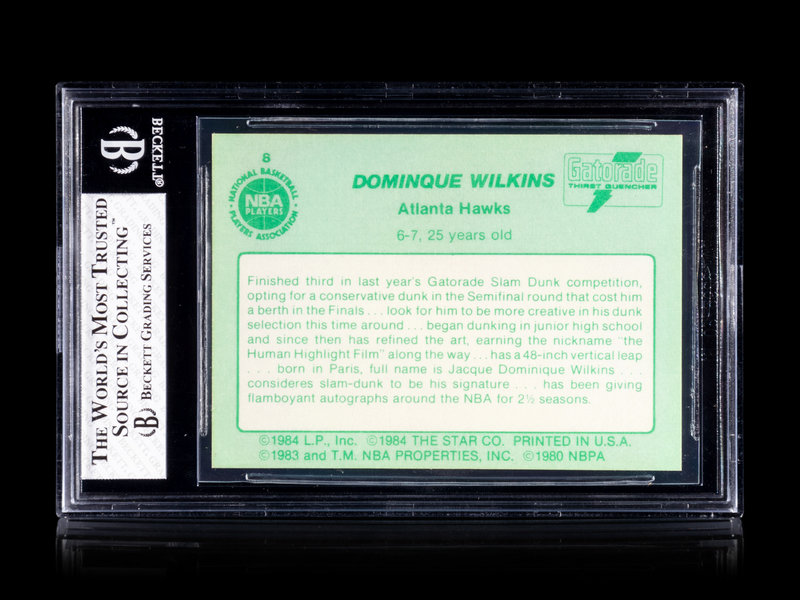 BECKETT®
B
THE WORLD'S MOST TRUSTED
SOURCE IN COLLECTING™
B BECKETT GRADING SERVICES
8
NATIONAL BASKETBALL
NBA
PLAYERS
PLAYERS ASSOCIATION
DOMINQUE WILKINS
Atlanta Hawks
6-7, 25 years old
Gatorade
THIRST QUENCHER
Finished third in last year's Gatorade Slam Dunk competition,
opting for a conservative dunk in the Semifinal round that cost him
a berth in the Finals . . . look for him to be more creative in his dunk
selection this time around . . . began dunking in junior high school
and since then has refined the art, earning the nickname "the
Human Highlight Film" along the way . . . has a 48-inch vertical leap
. . . born in Paris, full name is Jacque Dominique Wilkins . . .
consideres slam-dunk to be his signature . . . has been giving
flamboyant autographs around the NBA for 2½ seasons.
©1984 L.P., Inc. ©1984 THE STAR CO. PRINTED IN U.S.A.
©1983 and T.M. NBA PROPERTIES, INC. ©1980 NBPA